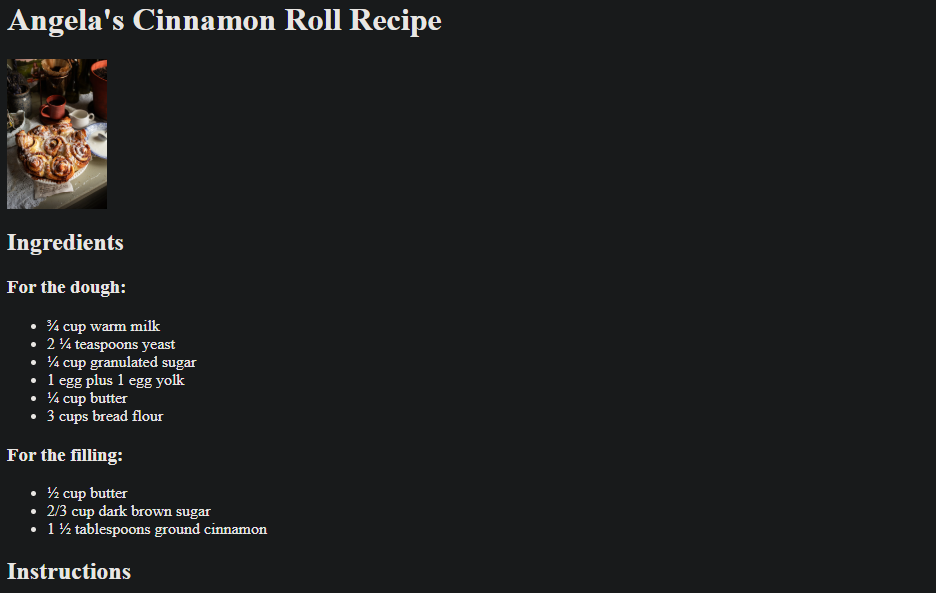 Angela's Cinnamon Roll Recipe
Ingredients
For the dough:
¾ cup warm milk
2 ¼ teaspoons yeast
¼ cup granulated sugar
1 egg plus 1 egg yolk
¼ cup butter
3 cups bread flour
For the filling:
½ cup butter
2/3 cup dark brown sugar
1 ½ tablespoons ground cinnamon
Instructions